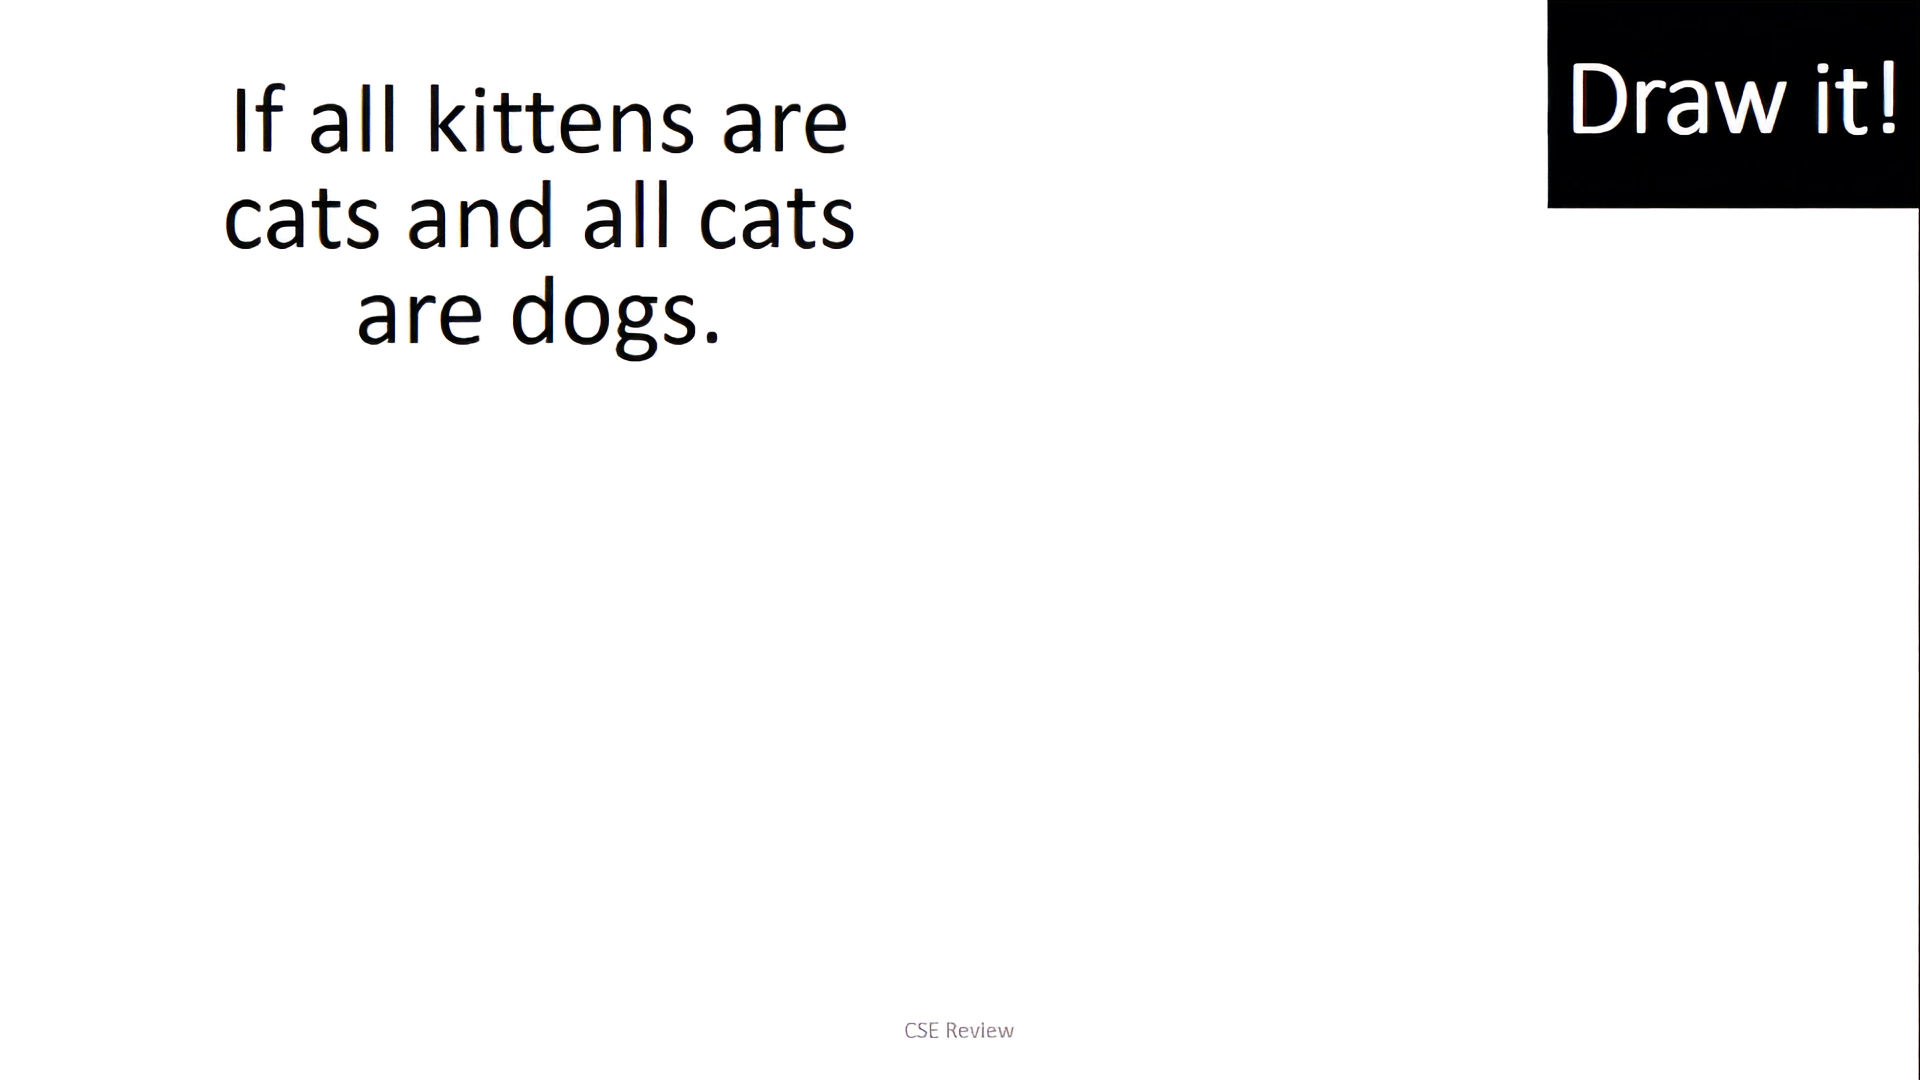 If all kittens are
cats and all cats
are dogs.
Draw it!
CSE Review